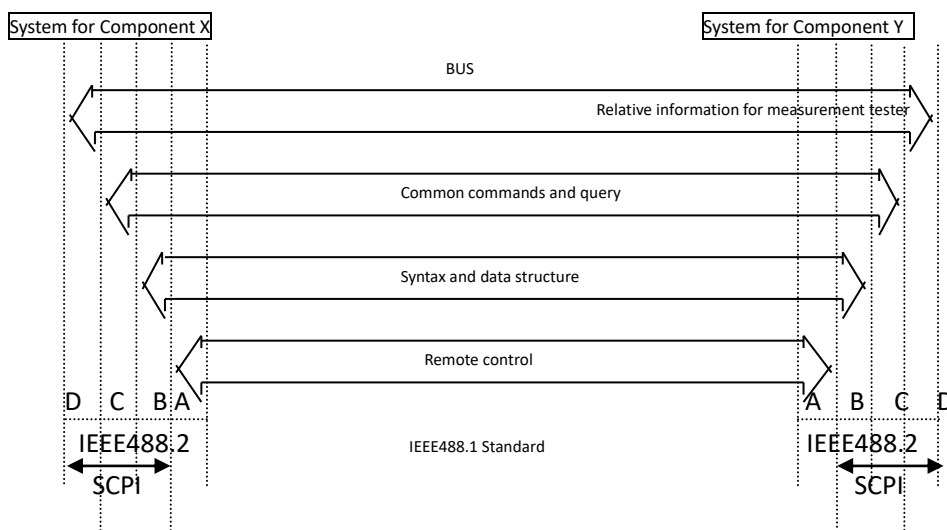 System for Component X
System for Component Y
BUS
Relative information for measurement tester
Common commands and query
Syntax and data structure
Remote control
D C B A
A B C D
IEEE488.2
IEEE488.1 Standard
IEEE488.2
SCPI
SCPI